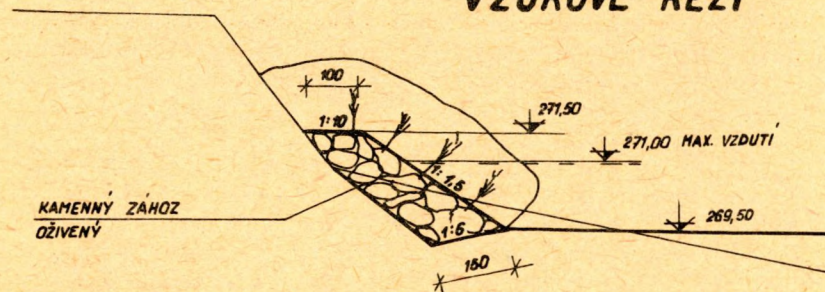 VZOROVÉ ŘEZY
100
1:10
271,50
271,00 MAX. VZDUTÍ
1:1,5
KAMENNÝ ZÁHOZ
OŽIVENÝ
269,50
1:6
150